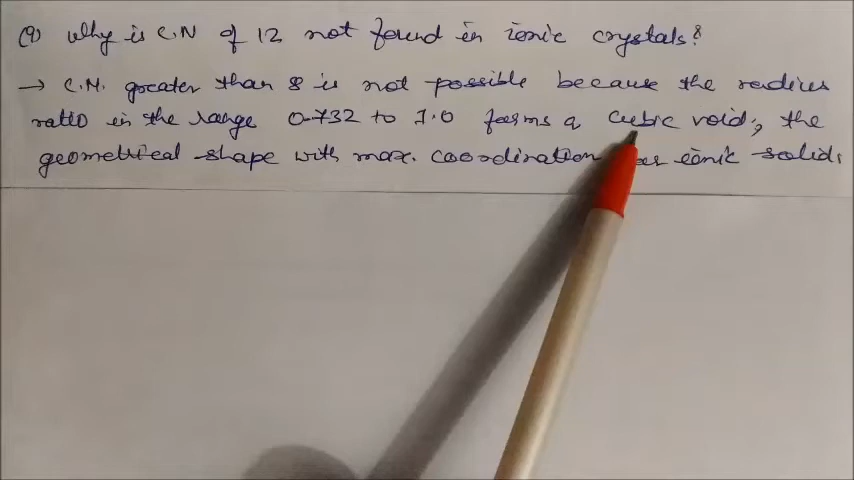 Q) Why is C.N of 12 not found in ionic crystals?
→ C.N. greater than 8 is not possible because the radius
ratio in the range 0.732 to 1.0 forms a cubic void, the
geometrical shape with max. coordination ionic solid.